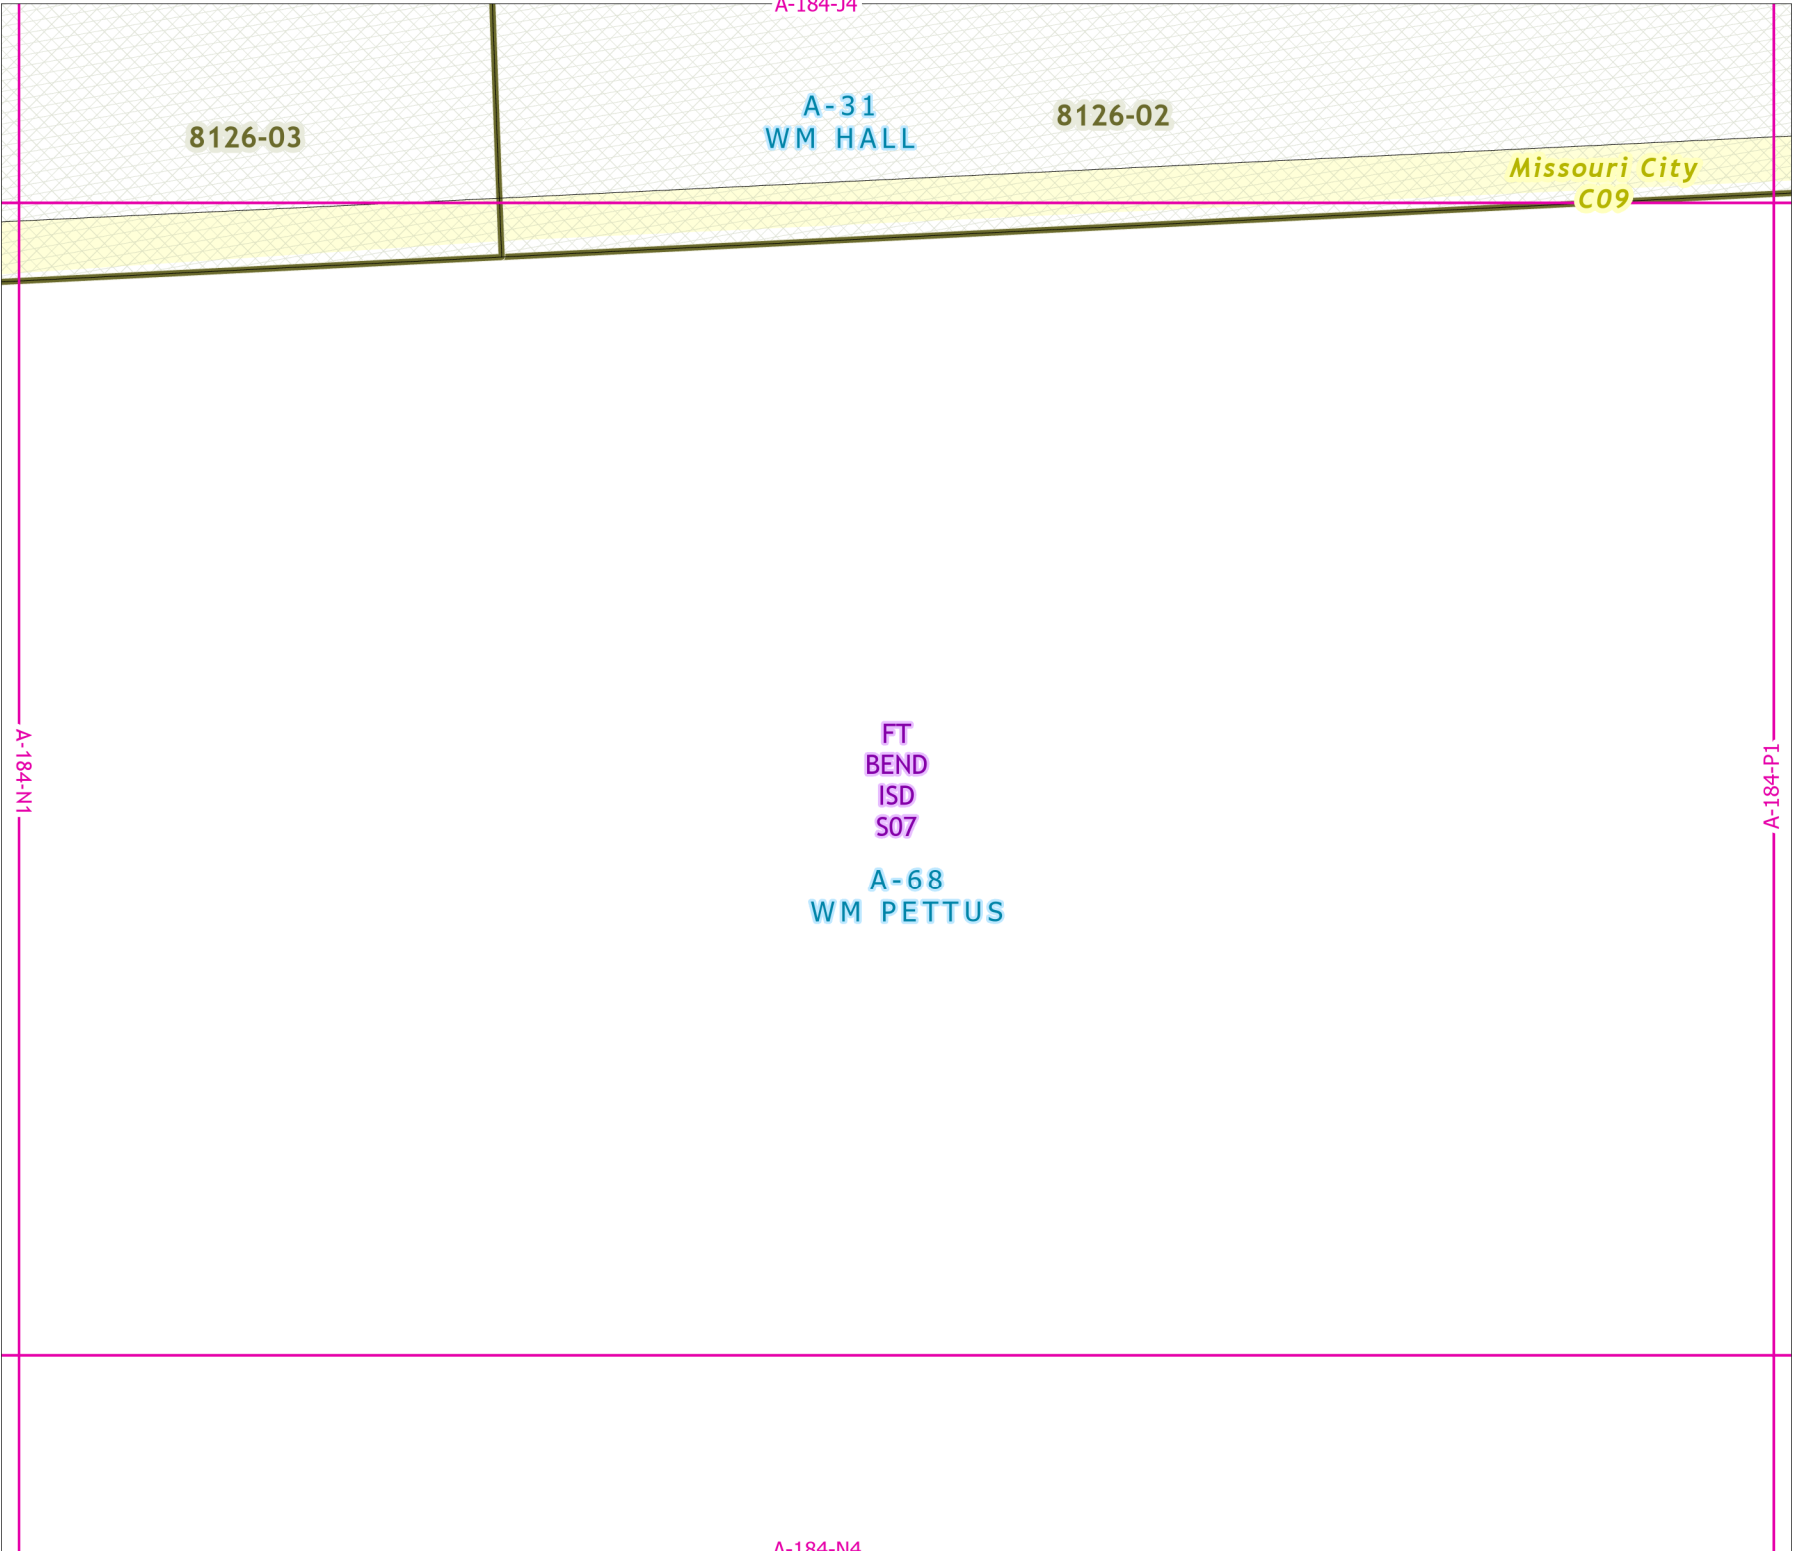 A-184-J4
A-31
WM HALL
8126-02
8126-03
Missouri City
C09
A-184-N1
FT
BEND
ISD
S07
A-184-P1
A-68
WM PETTUS
A-184-N4